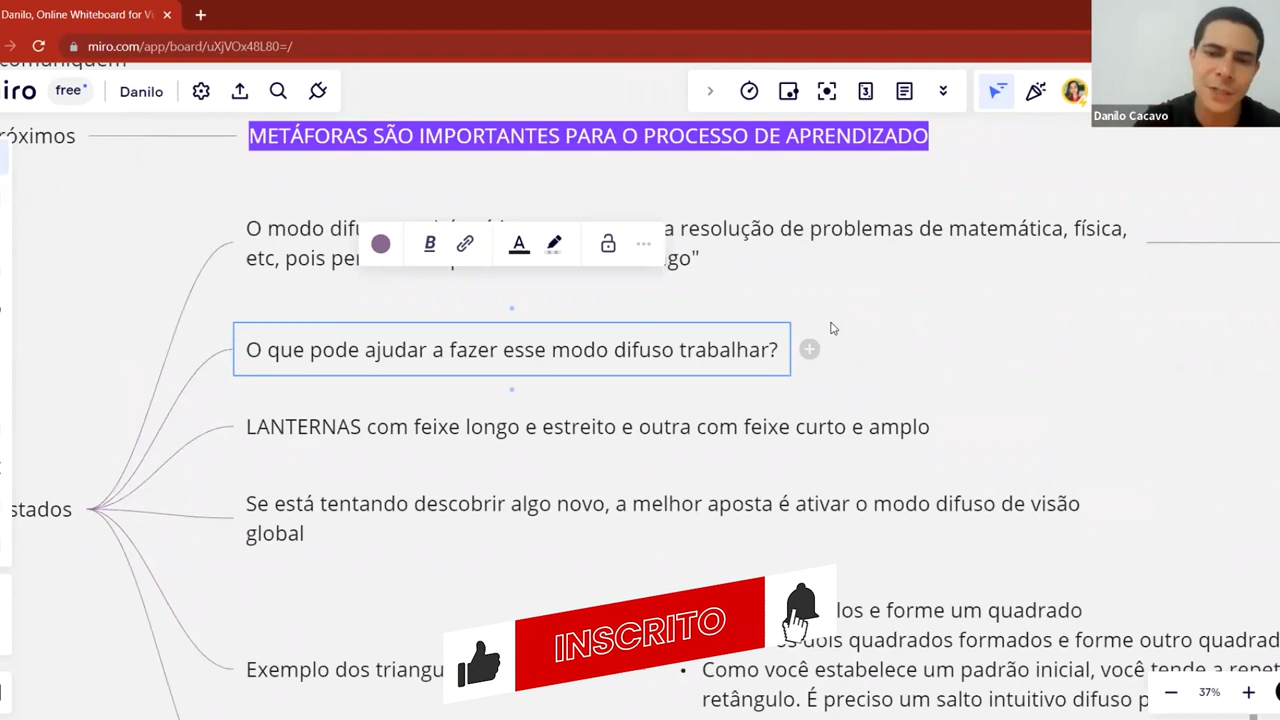 Danilo, Online Whiteboard for Vi
miro.com/app/board/uXjVOx48L80=/
comuniquem
iro free Danilo
3
Danilo Cacavo
róximos
METÁFORAS SÃO IMPORTANTES PARA O PROCESSO DE APRENDIZADO
O modo difu
a resolução de problemas de matemática, física,
etc, pois per
go"
B A
O que pode ajudar a fazer esse modo difuso trabalhar?
LANTERNAS com feixe longo e estreito e outra com feixe curto e amplo
stados
Se está tentando descobrir algo novo, a melhor aposta é ativar o modo difuso de visão
global
INSCRITO
los e forme um quadrado
os dois quadrados formados e forme outro quadrad
Exemplo dos triangu
• Como você estabelece um padrão inicial, você tende a repet
retângulo. É preciso um salto intuitivo difuso p
37%